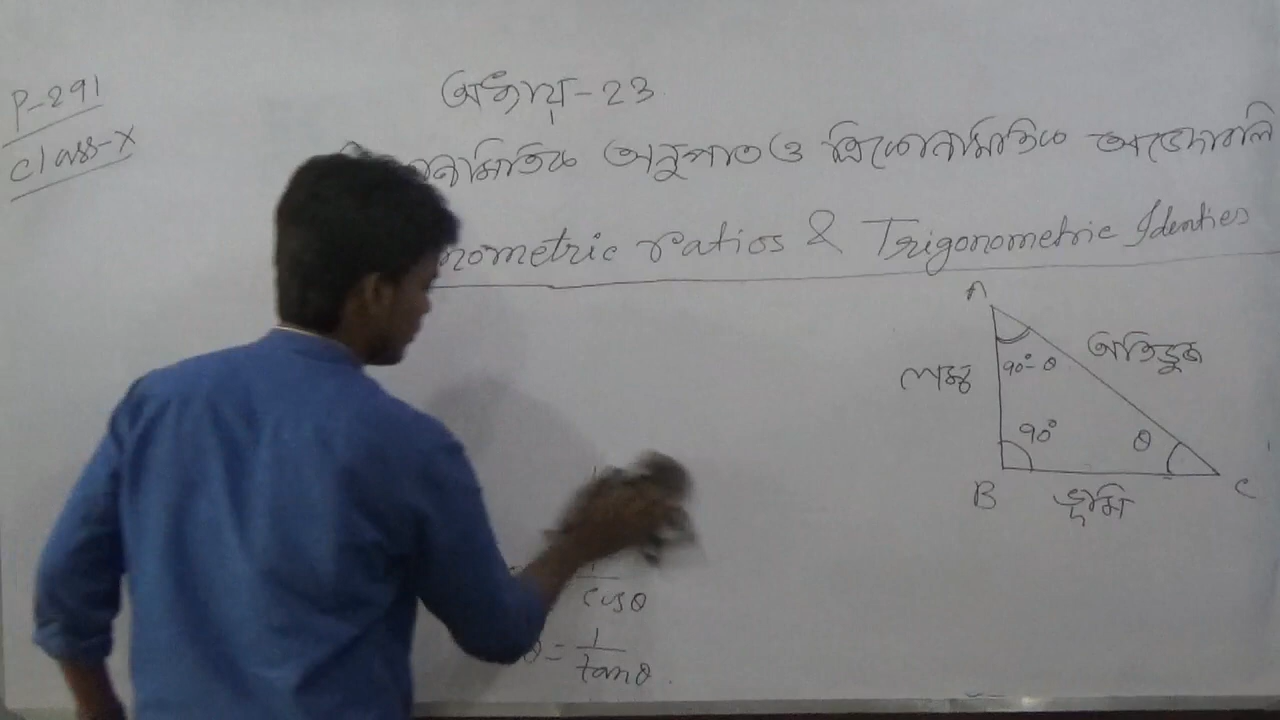 P-291
Class-X
অধ্যায়-23
অনুপাত ও ত্রিকোণমিতিক অভেদাবলি
nometric ratios & Trigonometric Identies
A
অতিভুজ
লম্ব
90°-θ
90°
θ
B
ভূমি
C
1
cosθ
θ = 1
tanθ